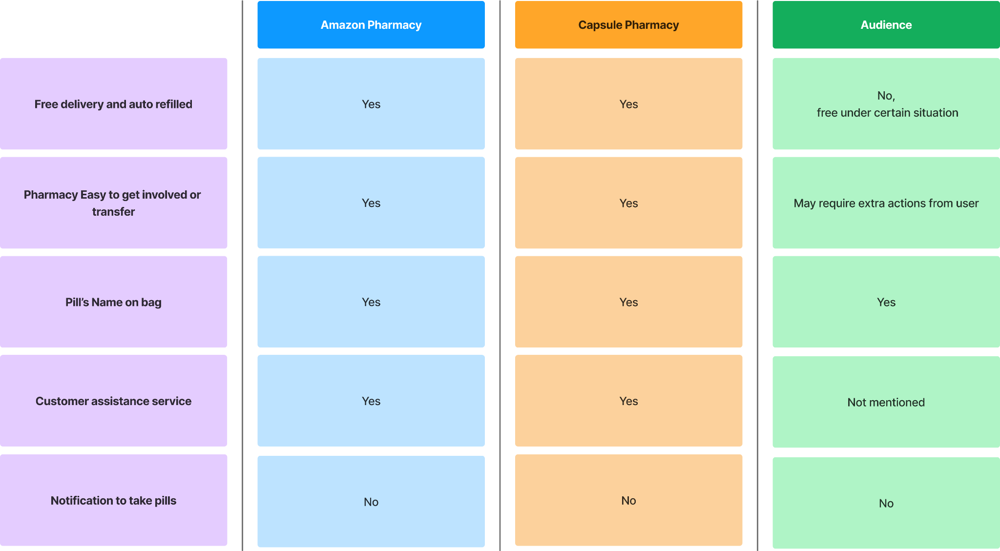 Amazon Pharmacy
Capsule Pharmacy
Audience
Free delivery and auto refilled
Yes
Yes
No,
free under certain situation
Pharmacy Easy to get involved or
transfer
Yes
Yes
May require extra actions from user
Pill’s Name on bag
Yes
Yes
Yes
Customer assistance service
Yes
Yes
Not mentioned
Notification to take pills
No
No
No